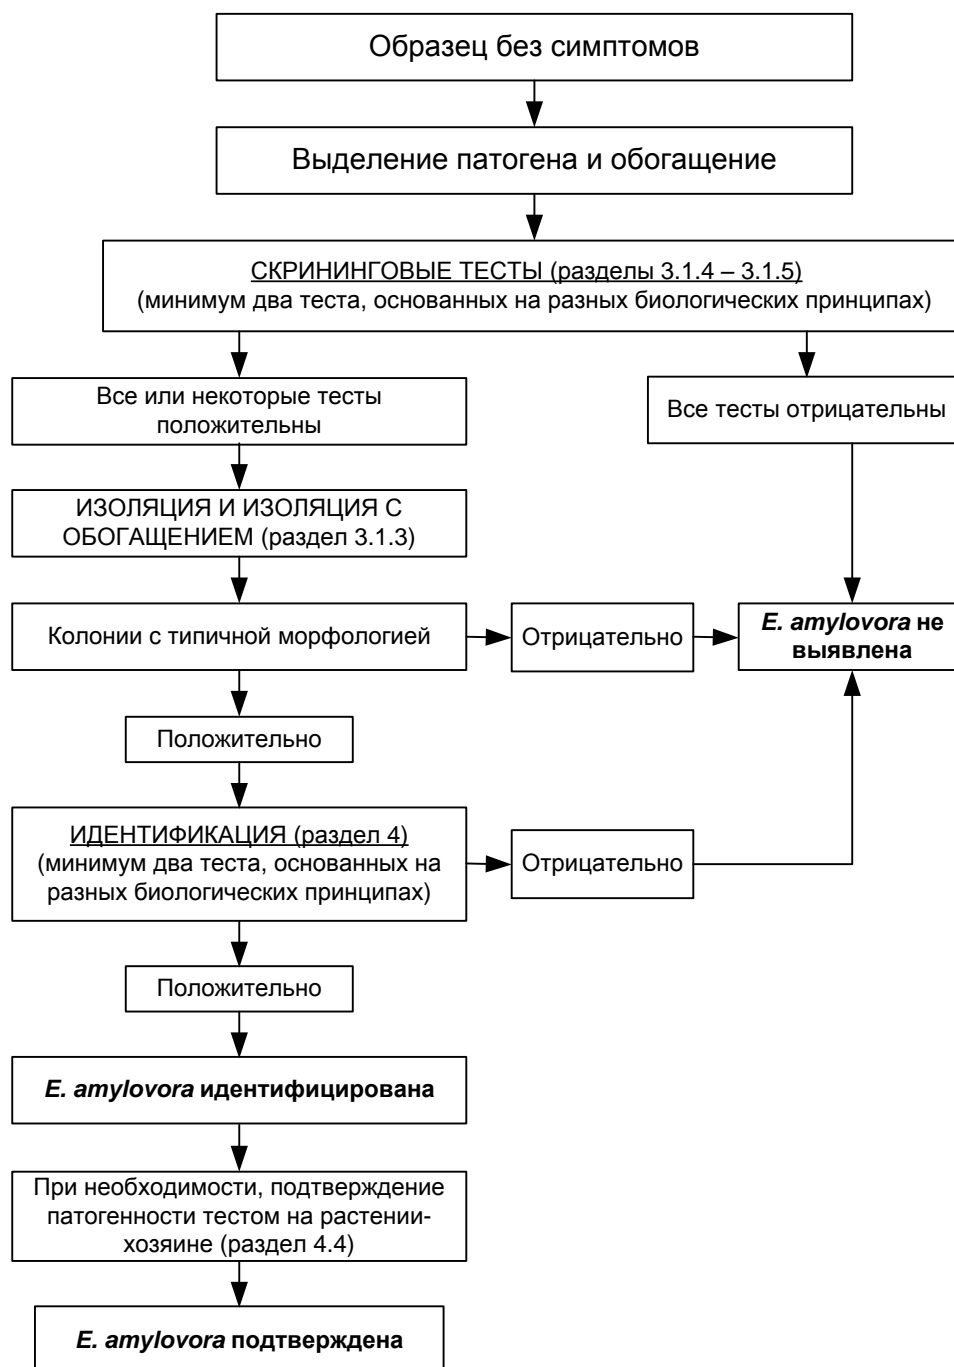 Образец без симптомов
Выделение патогена и обогащение
СКРИНИНГОВЫЕ ТЕСТЫ (разделы 3.1.4 – 3.1.5)
(минимум два теста, основанных на разных биологических принципах)
Все или некоторые тесты
положительны
Все тесты отрицательны
ИЗОЛЯЦИЯ И ИЗОЛЯЦИЯ С
ОБОГАЩЕНИЕМ (раздел 3.1.3)
Колонии с типичной морфологией
Отрицательно
E. amylovora не
выявлена
Положительно
ИДЕНТИФИКАЦИЯ (раздел 4)
(минимум два теста, основанных на
разных биологических принципах)
Отрицательно
Положительно
E. amylovora идентифицирована
При необходимости, подтверждение
патогенности тестом на растении-
хозяине (раздел 4.4)
E. amylovora подтверждена